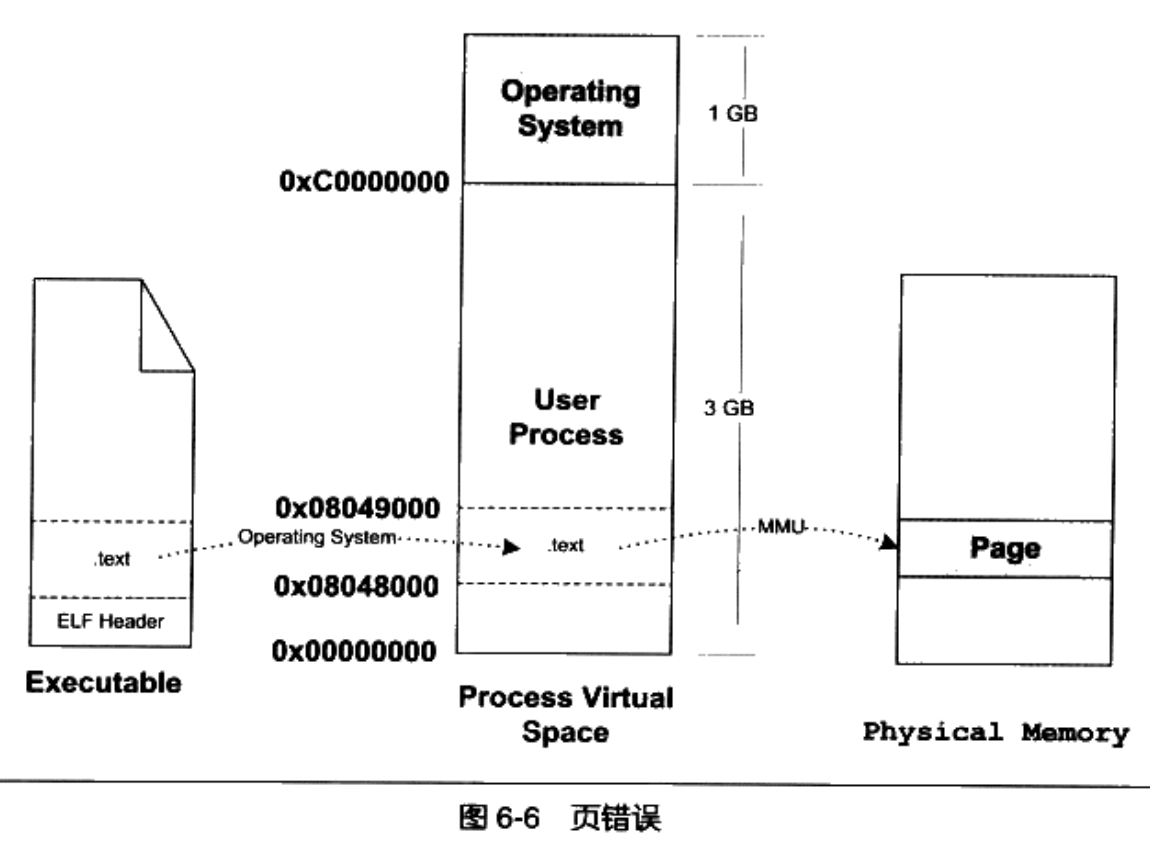 Operating
System
1 GB
0xC0000000
User
Process
3 GB
0x08049000
Operating System
.text
.text
MMU
Page
0x08048000
ELF Header
0x00000000
Executable
Process Virtual
Space
Physical Memory
图 6-6 页错误